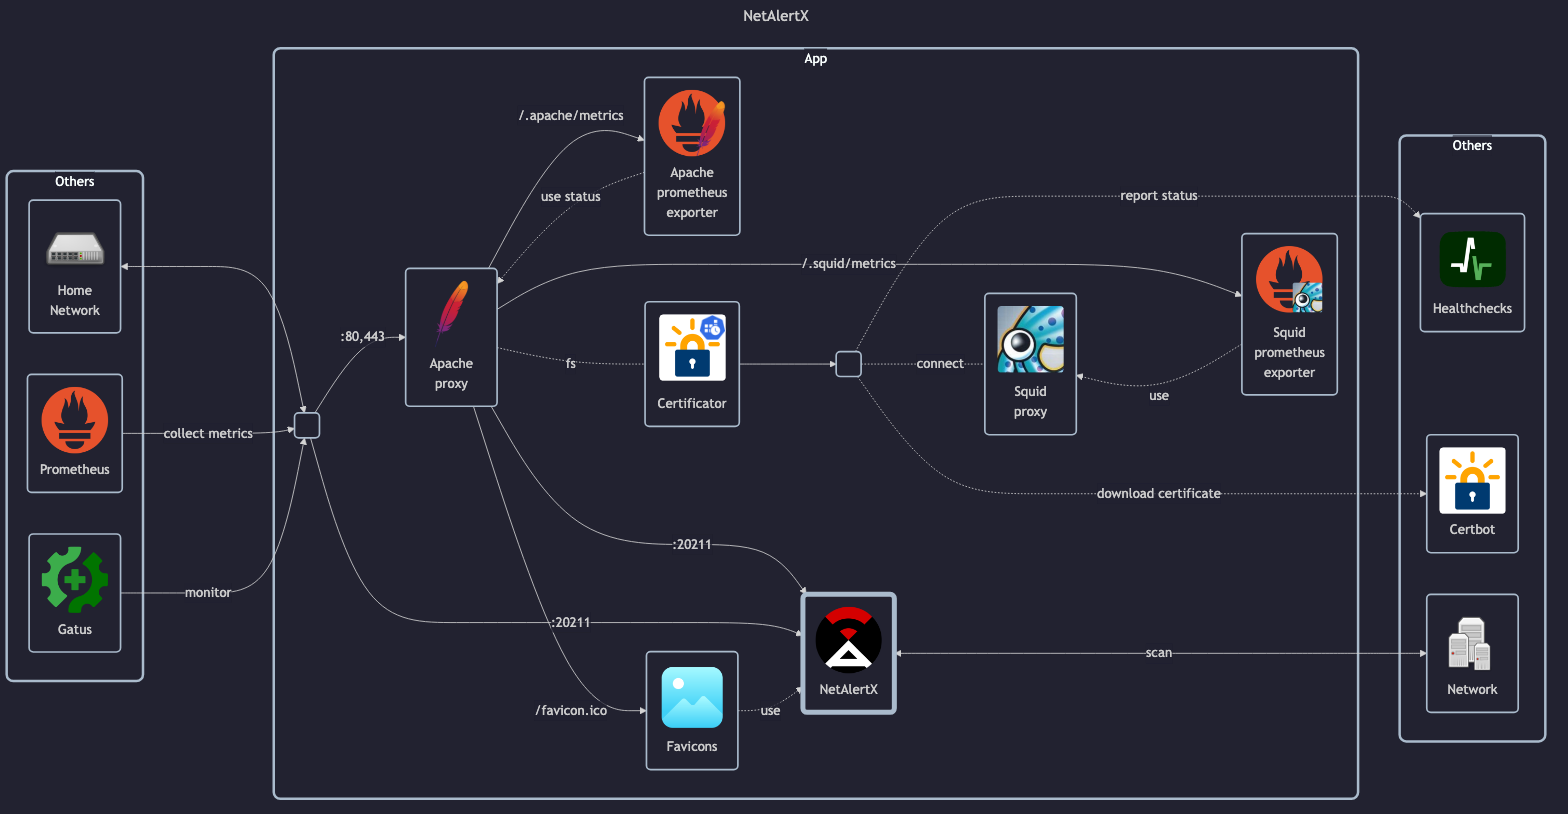 NetAlertX
App
/.apache/metrics
Apache
prometheus
exporter
use status
Others
Home
Network
Others
report status
Healthchecks
/.squid/metrics
Squid
prometheus
exporter
:80,443
Apache
proxy
fs
Certificator
connect
Squid
proxy
use
collect metrics
Prometheus
download certificate
Certbot
:20211
monitor
Gatus
:20211
NetAlertX
scan
Network
/favicon.ico
Favicons
use